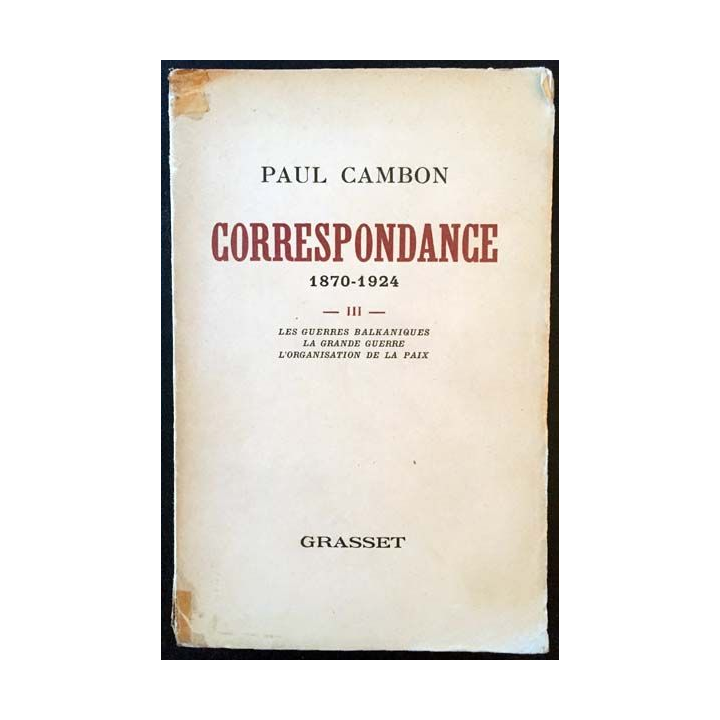 PAUL CAMBON
CORRESPONDANCE
1870-1924
— III —
LES GUERRES BALKANIQUES
LA GRANDE GUERRE
L'ORGANISATION DE LA PAIX
GRASSET